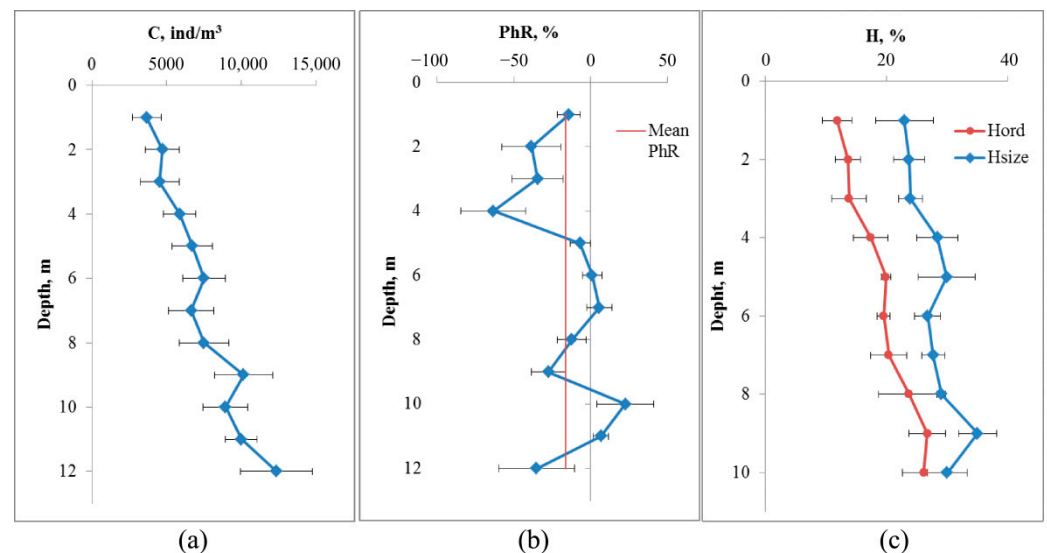 C, ind/m³
0 5000 10,000 15,000
0
2
4
6
8
10
12
Depth, m
(a)
PhR, %
−100 −50 0 50
0
2
4
6
8
10
12
Depth, m
Mean
PhR
(b)
H, %
0 20 40
0
2
4
6
8
10
Depht, m
Hord
Hsize
(c)